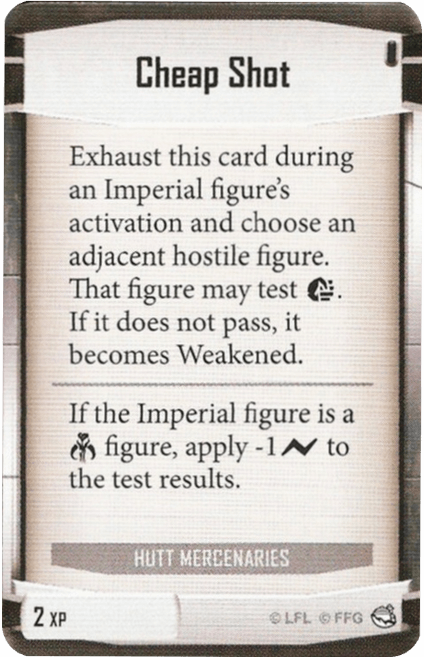 Cheap Shot
Exhaust this card during
an Imperial figure's
activation and choose an
adjacent hostile figure.
That figure may test .
If it does not pass, it
becomes Weakened.
If the Imperial figure is a
figure, apply -1 to
the test results.
HUTT MERCENARIES
2 XP
© LFL © FFG